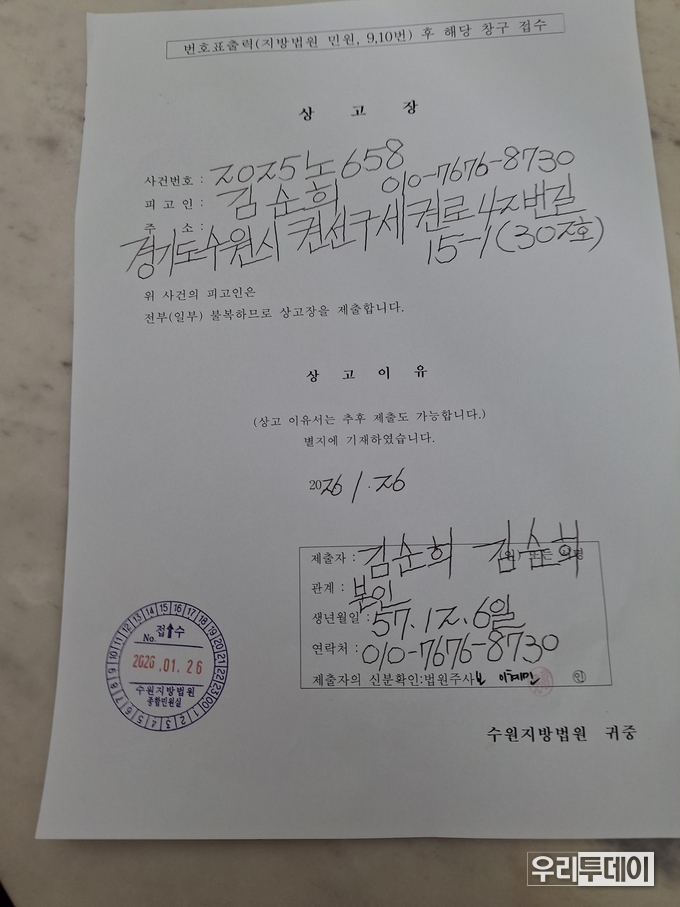 번호표출력(지방법원 민원, 9,10번) 후 해당 창구 접수
상 고 장
사건번호 : 2025노658
피 고 인 : 김순희 010-7676-8730
주 소 :
경기도수원시 권선구세권로42번길
15-1(302호)
위 사건의 피고인은
전부(일부) 불복하므로 상고장을 제출합니다.
상 고 이 유
(상고 이유서는 추후 제출도 가능합니다.)
별지에 기재하였습니다.
2026 1 . 26
제출자 : 김순희 김순희
관계 : 본인
생년월일 : 57. 12. 6일
연락처 : 010-7676-8730
제출자의 신분확인:법원주사보 ㊞
접수
No.
2026 .01. 26
수원지방법원
종합민원실
수원지방법원 귀중
우리투데이